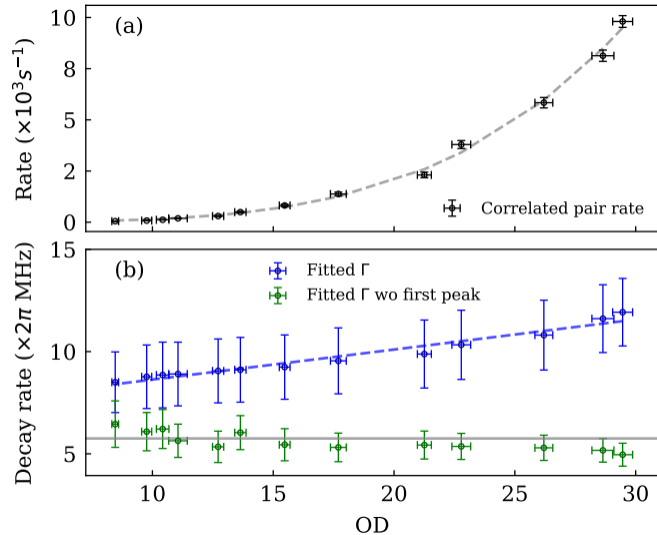 (a)
Rate (×10³s⁻¹)
10
8
5
2
0
Correlated pair rate
(b)
Decay rate (×2π MHz)
15
10
5
Fitted Γ
Fitted Γ wo first peak
10 15 20 25 30
OD